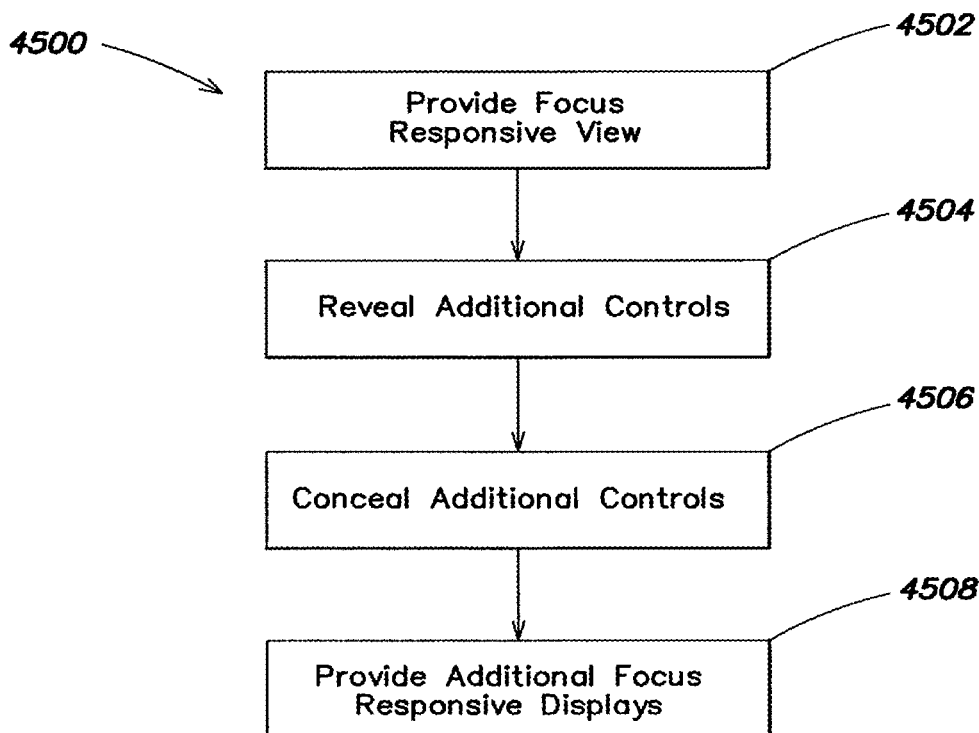 4500
4502
Provide Focus
Responsive View
4504
Reveal Additional Controls
4506
Conceal Additional Controls
4508
Provide Additional Focus
Responsive Displays